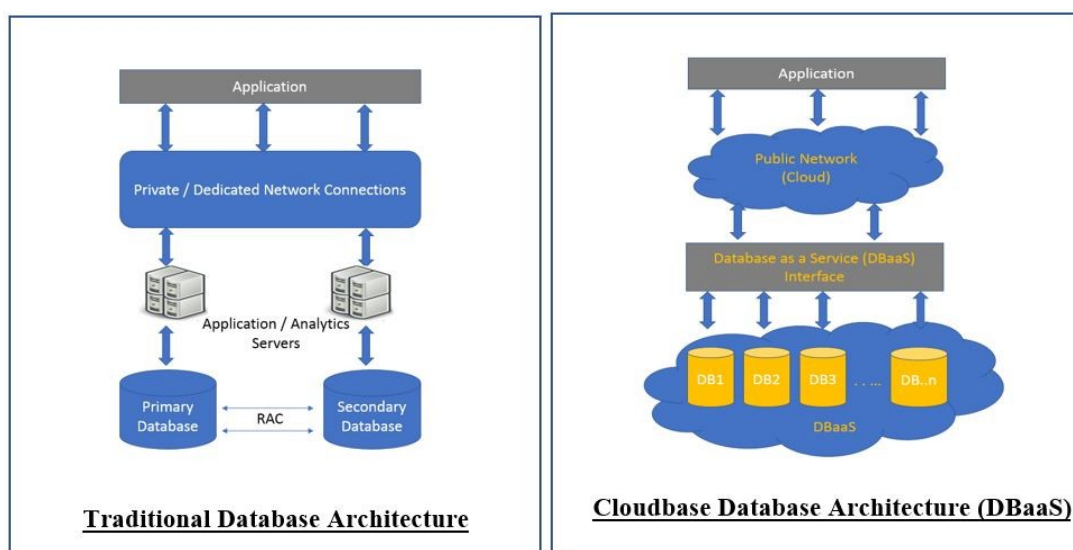 Application
Private / Dedicated Network Connections
Application / Analytics
Servers
Primary
Database
RAC
Secondary
Database
Traditional Database Architecture
Application
Public Network
(Cloud)
Database as a Service (DBaaS)
Interface
DB1 DB2 DB3 . . ... DB..n
DBaaS
Cloudbase Database Architecture (DBaaS)